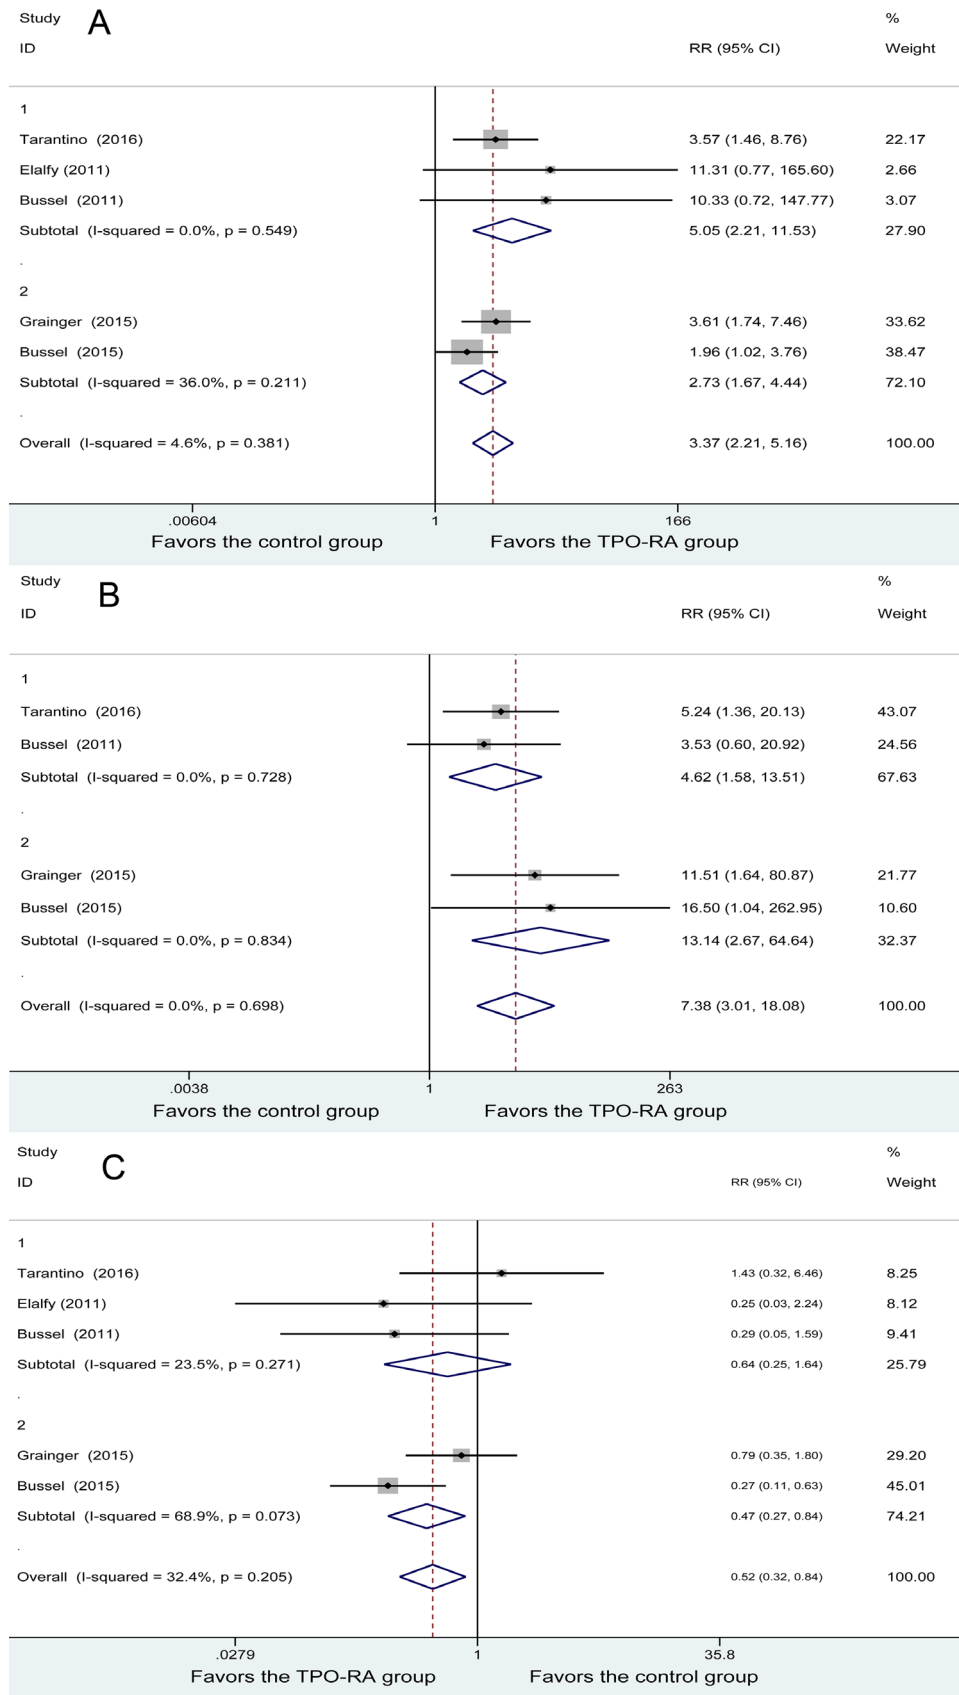 Study A %
ID RR (95% CI) Weight
1
Tarantino (2016) 3.57 (1.46, 8.76) 22.17
Elalfy (2011) 11.31 (0.77, 165.60) 2.66
Bussel (2011) 10.33 (0.72, 147.77) 3.07
Subtotal (I-squared = 0.0%, p = 0.549) 5.05 (2.21, 11.53) 27.90
.
2
Grainger (2015) 3.61 (1.74, 7.46) 33.62
Bussel (2015) 1.96 (1.02, 3.76) 38.47
Subtotal (I-squared = 36.0%, p = 0.211) 2.73 (1.67, 4.44) 72.10
.
Overall (I-squared = 4.6%, p = 0.381) 3.37 (2.21, 5.16) 100.00
.00604 1 166
Favors the control group Favors the TPO-RA group
Study B %
ID RR (95% CI) Weight
1
Tarantino (2016) 5.24 (1.36, 20.13) 43.07
Bussel (2011) 3.53 (0.60, 20.92) 24.56
Subtotal (I-squared = 0.0%, p = 0.728) 4.62 (1.58, 13.51) 67.63
.
2
Grainger (2015) 11.51 (1.64, 80.87) 21.77
Bussel (2015) 16.50 (1.04, 262.95) 10.60
Subtotal (I-squared = 0.0%, p = 0.834) 13.14 (2.67, 64.64) 32.37
.
Overall (I-squared = 0.0%, p = 0.698) 7.38 (3.01, 18.08) 100.00
.0038 1 263
Favors the control group Favors the TPO-RA group
Study C %
ID RR (95% CI) Weight
1
Tarantino (2016) 1.43 (0.32, 6.46) 8.25
Elalfy (2011) 0.25 (0.03, 2.24) 8.12
Bussel (2011) 0.29 (0.05, 1.59) 9.41
Subtotal (I-squared = 23.5%, p = 0.271) 0.64 (0.25, 1.64) 25.79
.
2
Grainger (2015) 0.79 (0.35, 1.80) 29.20
Bussel (2015) 0.27 (0.11, 0.63) 45.01
Subtotal (I-squared = 68.9%, p = 0.073) 0.47 (0.27, 0.84) 74.21
.
Overall (I-squared = 32.4%, p = 0.205) 0.52 (0.32, 0.84) 100.00
.0279 1 35.8
Favors the TPO-RA group Favors the control group